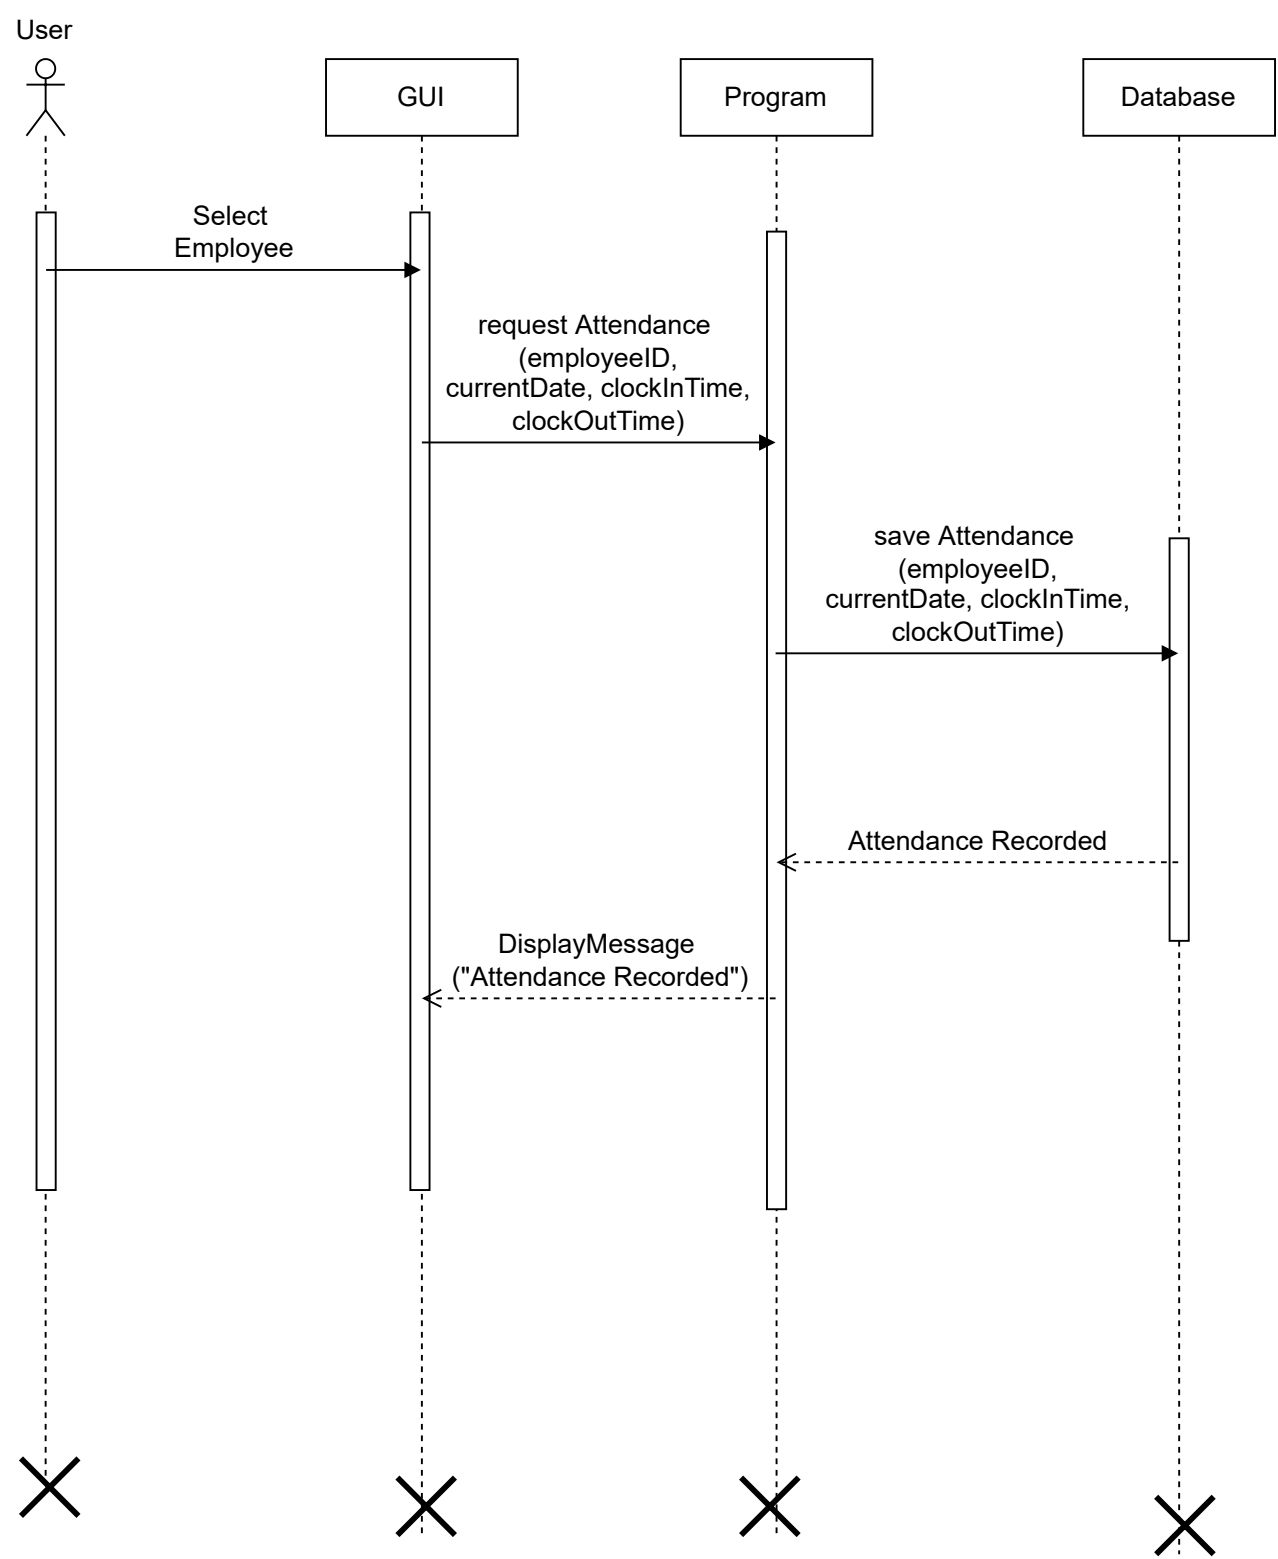 User
GUI
Program
Database
Select
Employee
request Attendance
(employeeID,
currentDate, clockInTime,
clockOutTime)
save Attendance
(employeeID,
currentDate, clockInTime,
clockOutTime)
Attendance Recorded
DisplayMessage
("Attendance Recorded")